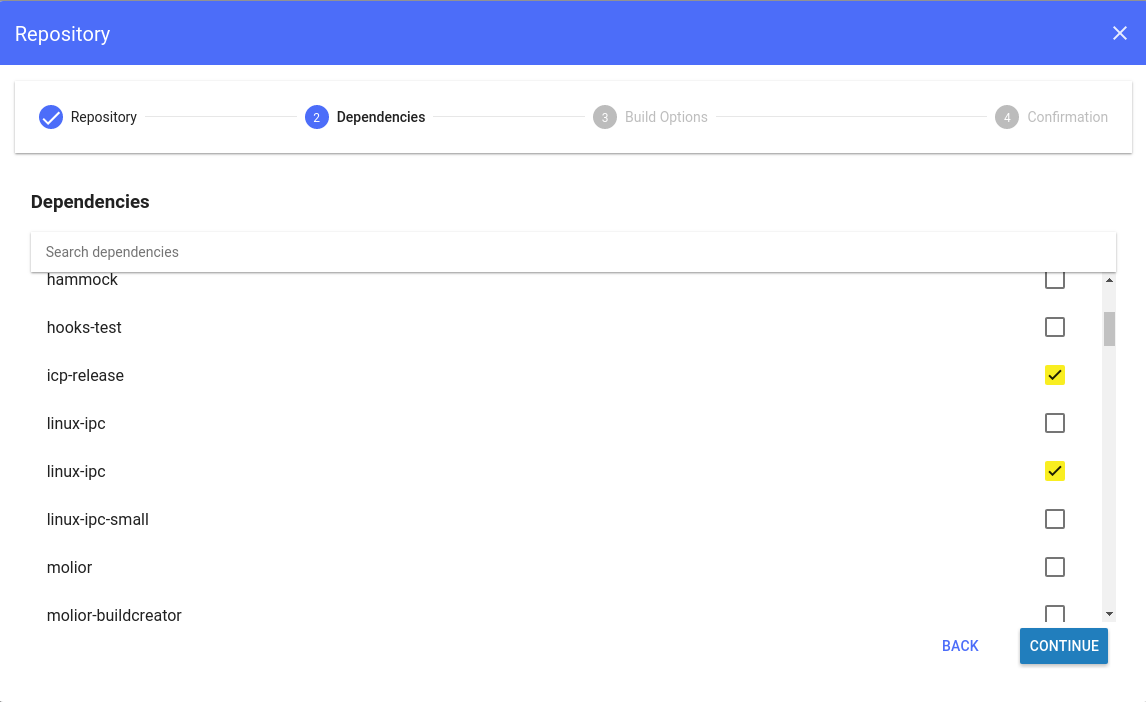 Repository
Repository
2 Dependencies
3 Build Options
4 Confirmation
Dependencies
Search dependencies
hammock
hooks-test
icp-release
linux-ipc
linux-ipc
linux-ipc-small
molior
molior-buildcreator
BACK
CONTINUE